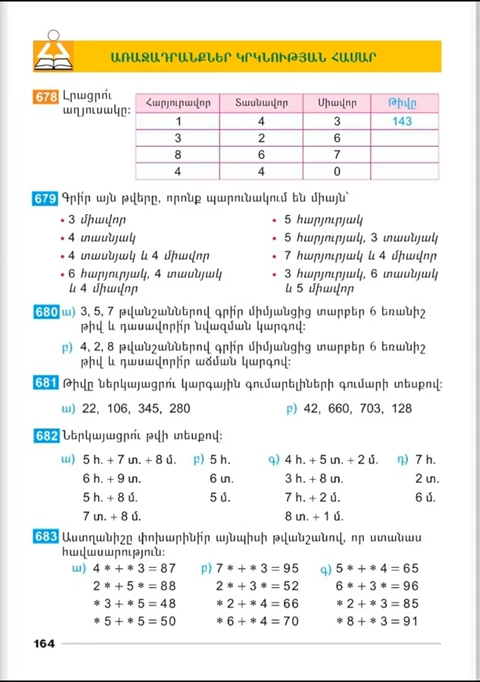 ԱՌԱՋԱԴՐԱՆՔՆԵՐ ԿՐԿՆՈՒԹՅԱՆ ՀԱՄԱՐ
678 Լրացրո՛ւ աղյուսակը։
Հարյուրավոր Տասնավոր Միավոր Թիվը
1 4 3 143
3 2 6
8 6 7
4 4 0
679 Գրի՛ր այն թվերը, որոնք պարունակում են միայն՝
• 3 միավոր
• 4 տասնյակ
• 4 տասնյակ և 4 միավոր
• 6 հարյուրյակ, 4 տասնյակ
և 4 միավոր
• 5 հարյուրյակ
• 5 հարյուրյակ, 3 տասնյակ
• 7 հարյուրյակ և 4 միավոր
• 3 հարյուրյակ, 6 տասնյակ
և 5 միավոր
680 ա) 3, 5, 7 թվանշաններով գրի՛ր միմյանցից տարբեր 6 եռանիշ
թիվ և դասավորի՛ր նվազման կարգով։
բ) 4, 2, 8 թվանշաններով գրի՛ր միմյանցից տարբեր 6 եռանիշ
թիվ և դասավորի՛ր աճման կարգով։
681 Թիվը ներկայացրո՛ւ կարգային գումարելիների գումարի տեսքով։
ա) 22, 106, 345, 280 բ) 42, 660, 703, 128
682 Ներկայացրո՛ւ թվի տեսքով։
ա) 5 հ. + 7 տ. + 8 մ. բ) 5 հ. գ) 4 հ. + 5 տ. + 2 մ. դ) 7 հ.
6 հ. + 9 տ. 6 տ. 3 հ. + 8 տ. 2 տ.
5 հ. + 8 մ. 5 մ. 7 հ. + 2 մ. 6 մ.
7 տ. + 8 մ. 8 տ. + 1 մ.
683 Աստղանիշը փոխարինի՛ր այնպիսի թվանշանով, որ ստանաս
հավասարություն։
ա) 4 * + * 3 = 87 բ) 7 * + * 3 = 95 գ) 5 * + * 4 = 65
2 * + 5 * = 88 2 * + 3 * = 52 6 * + 3 * = 96
* 3 + * 5 = 48 * 2 + * 4 = 66 * 2 + * 3 = 85
* 5 + * 5 = 50 * 6 + * 4 = 70 * 8 + * 3 = 91
164